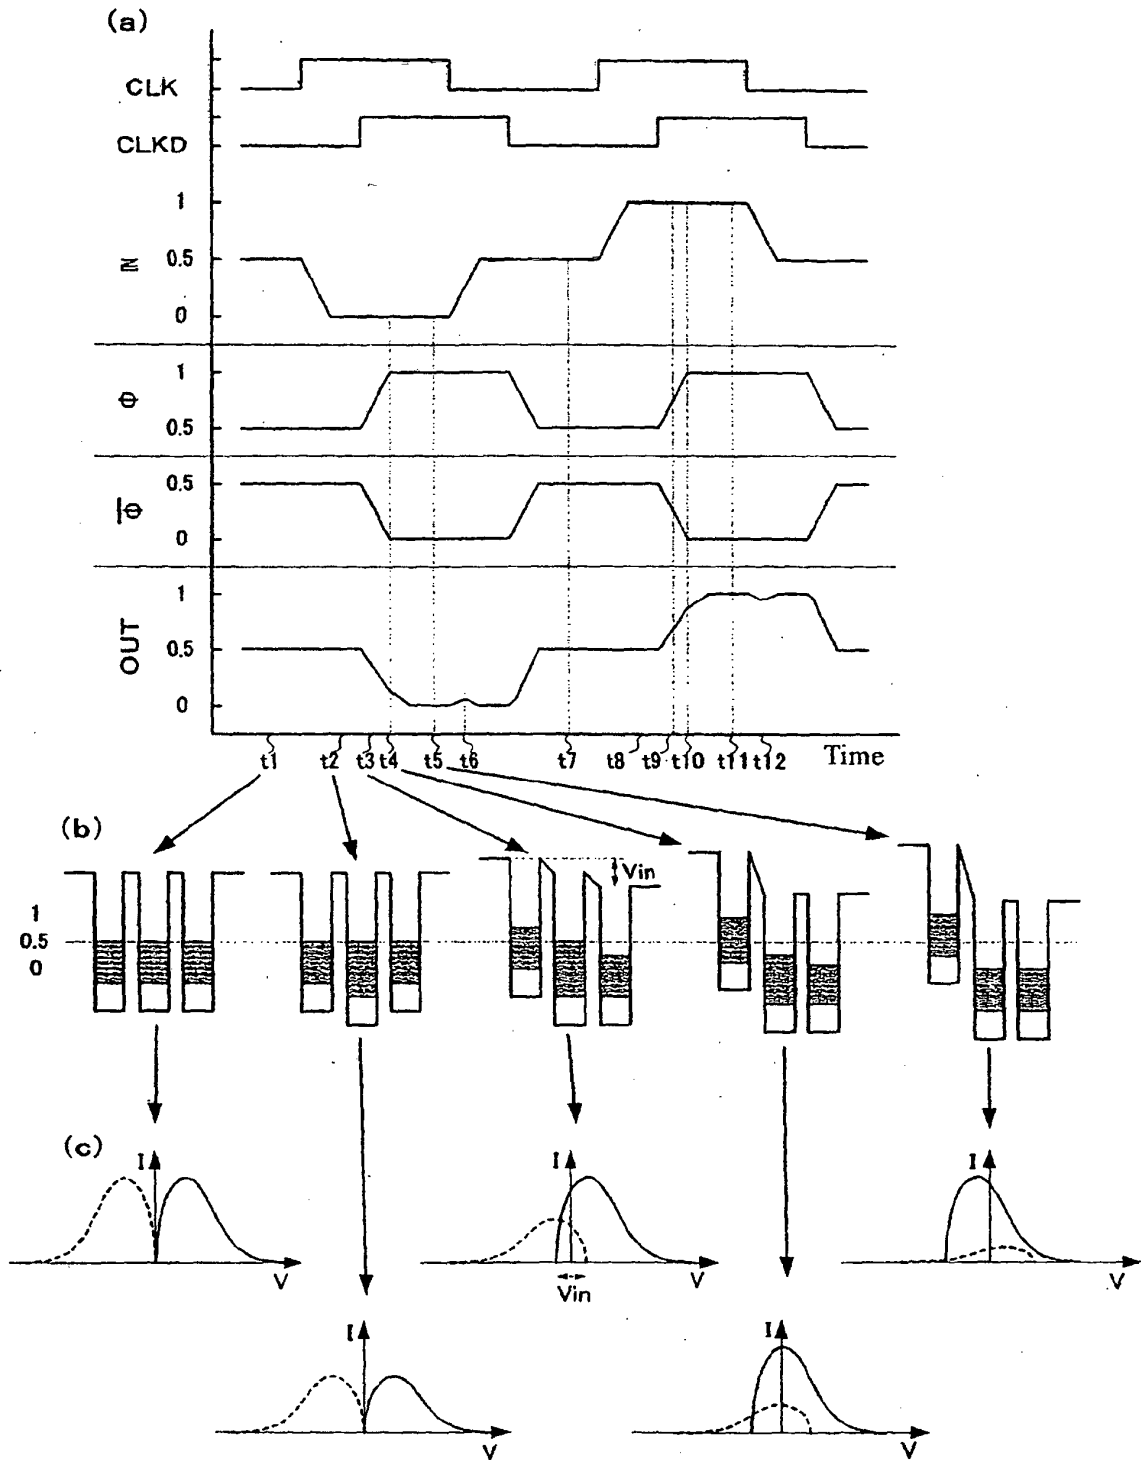 (a)
CLK
CLKD
1
IN 0.5
0
1
Φ
0.5
0.5
Φ̅
0
1
OUT 0.5
0
t1 t2 t3 t4 t5 t6 t7 t8 t9 t10 t11 t12 Time
(b)
Vin
1
0.5
0
(c)
I I I
V V V
Vin
I I
V V